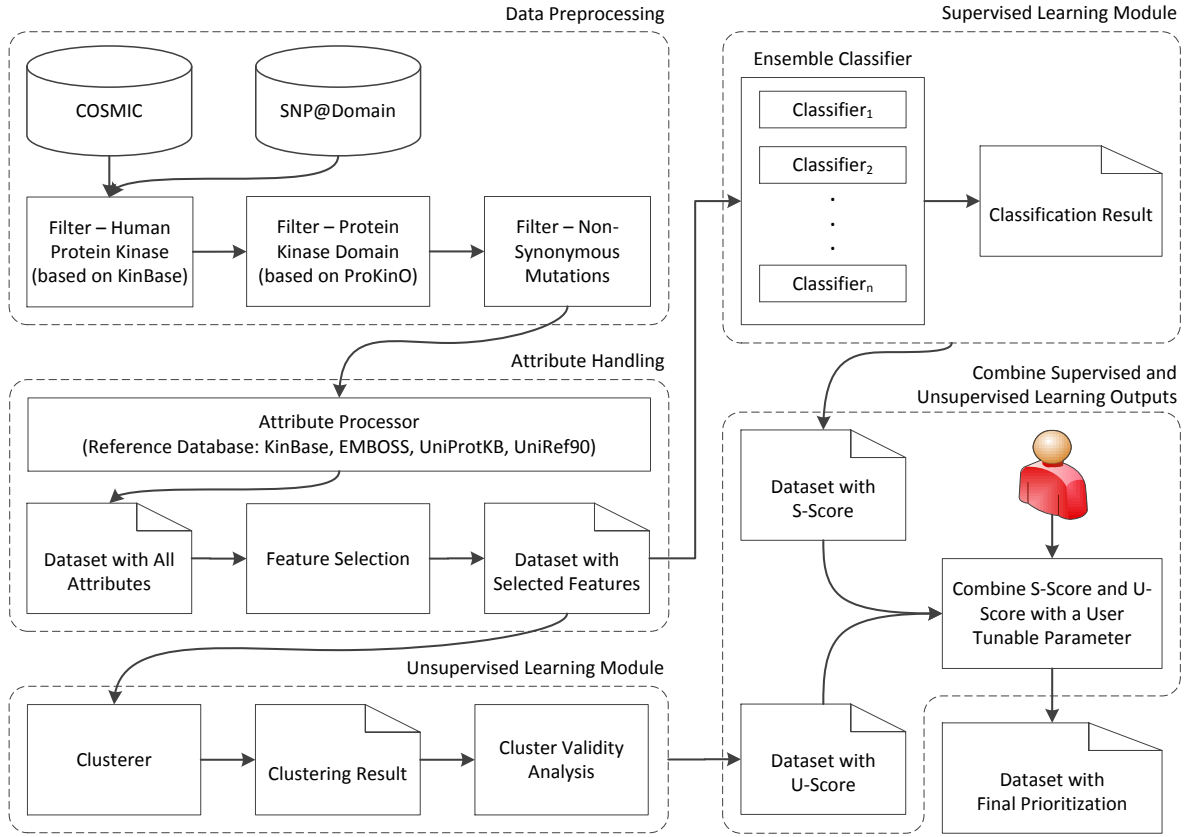 Data Preprocessing
COSMIC
SNP@Domain
Filter – Human
Protein Kinase
(based on KinBase)
Filter – Protein
Kinase Domain
(based on ProKinO)
Filter – Non-
Synonymous
Mutations
Supervised Learning Module
Ensemble Classifier
Classifier1
Classifier2
.
.
.
Classifiern
Classification Result
Attribute Handling
Attribute Processor
(Reference Database: KinBase, EMBOSS, UniProtKB, UniRef90)
Dataset with All
Attributes
Feature Selection
Dataset with
Selected Features
Combine Supervised and
Unsupervised Learning Outputs
Dataset with
S-Score
Combine S-Score and U-
Score with a User
Tunable Parameter
Unsupervised Learning Module
Clusterer
Clustering Result
Cluster Validity
Analysis
Dataset with
U-Score
Dataset with
Final Prioritization